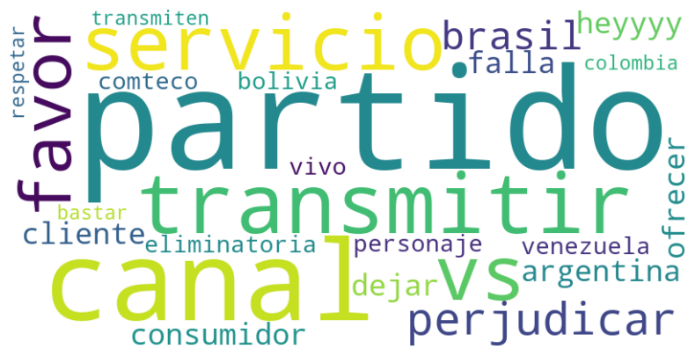 transmiten
servicio
brasil
heyyyy
respetar
favor
comteco
bolivia
falla
colombia
partido
vivo
transmitir
ofrecer
bastar
cliente
eliminatoria
personaje
venezuela
canal
dejar
vs
argentina
consumidor
perjudicar